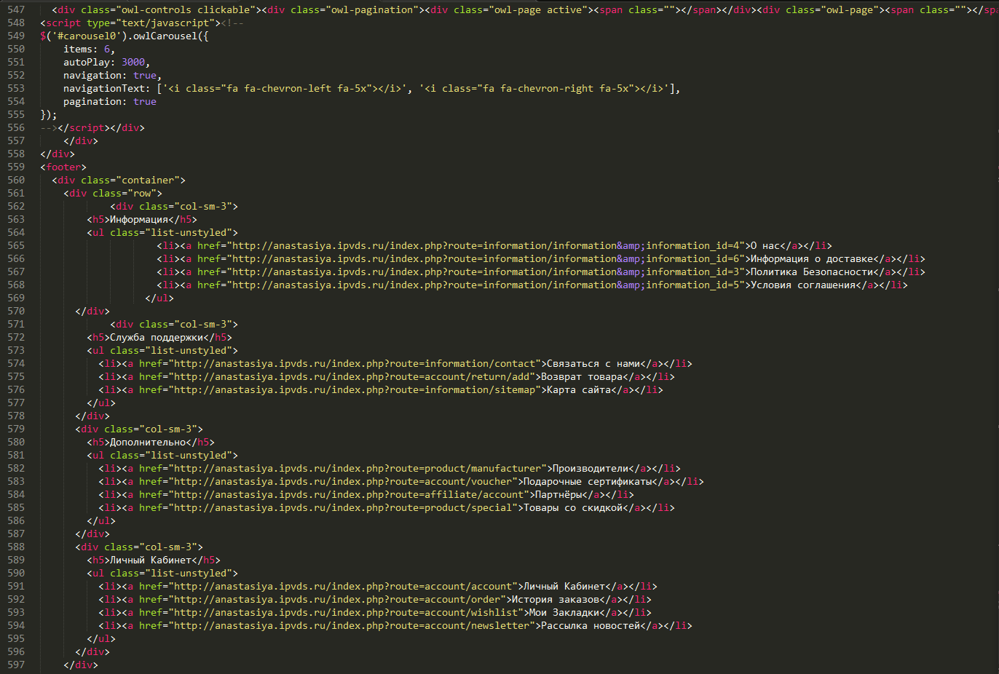 547 <div class="owl-controls clickable"><div class="owl-pagination"><div class="owl-page active"><span class=""></span></div><div class="owl-page"><span class=""></spa
548 <script type="text/javascript"><!--
549 $('#carousel0').owlCarousel({
550 items: 6,
551 autoPlay: 3000,
552 navigation: true,
553 navigationText: ['<i class="fa fa-chevron-left fa-5x"></i>', '<i class="fa fa-chevron-right fa-5x"></i>'],
554 pagination: true
555 });
556 --></script></div>
557 </div>
558 </div>
559 <footer>
560 <div class="container">
561 <div class="row">
562 <div class="col-sm-3">
563 <h5>Информация</h5>
564 <ul class="list-unstyled">
565 <li><a href="http://anastasiya.ipvds.ru/index.php?route=information/information&amp;information_id=4">О нас</a></li>
566 <li><a href="http://anastasiya.ipvds.ru/index.php?route=information/information&amp;information_id=6">Информация о доставке</a></li>
567 <li><a href="http://anastasiya.ipvds.ru/index.php?route=information/information&amp;information_id=3">Политика Безопасности</a></li>
568 <li><a href="http://anastasiya.ipvds.ru/index.php?route=information/information&amp;information_id=5">Условия соглашения</a></li>
569 </ul>
570 </div>
571 <div class="col-sm-3">
572 <h5>Служба поддержки</h5>
573 <ul class="list-unstyled">
574 <li><a href="http://anastasiya.ipvds.ru/index.php?route=information/contact">Связаться с нами</a></li>
575 <li><a href="http://anastasiya.ipvds.ru/index.php?route=account/return/add">Возврат товара</a></li>
576 <li><a href="http://anastasiya.ipvds.ru/index.php?route=information/sitemap">Карта сайта</a></li>
577 </ul>
578 </div>
579 <div class="col-sm-3">
580 <h5>Дополнительно</h5>
581 <ul class="list-unstyled">
582 <li><a href="http://anastasiya.ipvds.ru/index.php?route=product/manufacturer">Производители</a></li>
583 <li><a href="http://anastasiya.ipvds.ru/index.php?route=account/voucher">Подарочные сертификаты</a></li>
584 <li><a href="http://anastasiya.ipvds.ru/index.php?route=affiliate/account">Партнёры</a></li>
585 <li><a href="http://anastasiya.ipvds.ru/index.php?route=product/special">Товары со скидкой</a></li>
586 </ul>
587 </div>
588 <div class="col-sm-3">
589 <h5>Личный Кабинет</h5>
590 <ul class="list-unstyled">
591 <li><a href="http://anastasiya.ipvds.ru/index.php?route=account/account">Личный Кабинет</a></li>
592 <li><a href="http://anastasiya.ipvds.ru/index.php?route=account/order">История заказов</a></li>
593 <li><a href="http://anastasiya.ipvds.ru/index.php?route=account/wishlist">Мои Закладки</a></li>
594 <li><a href="http://anastasiya.ipvds.ru/index.php?route=account/newsletter">Рассылка новостей</a></li>
595 </ul>
596 </div>
597 </div>